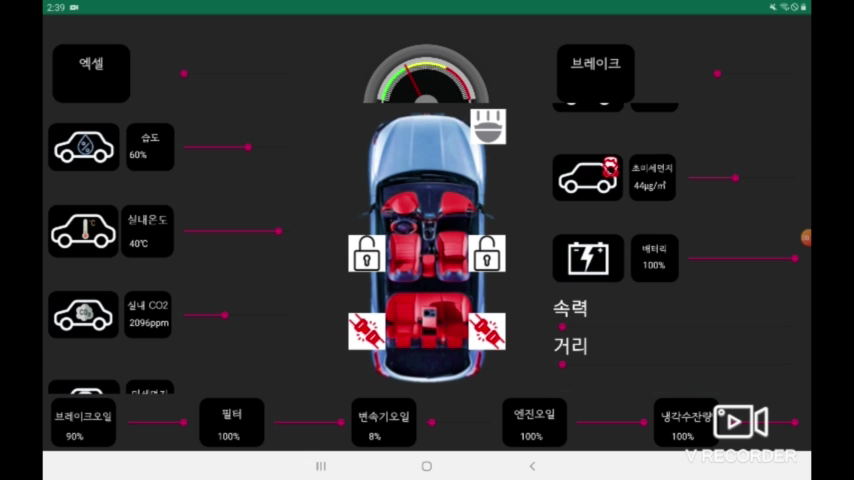 2:39
엑셀
브레이크
습도
60%
초미세먼지
44㎍/㎥
실내온도
40℃
배터리
100%
실내 CO2
2096ppm
속력
거리
브레이크오일
90%
필터
100%
변속기오일
8%
엔진오일
100%
냉각수잔량
100%
V RECORDER